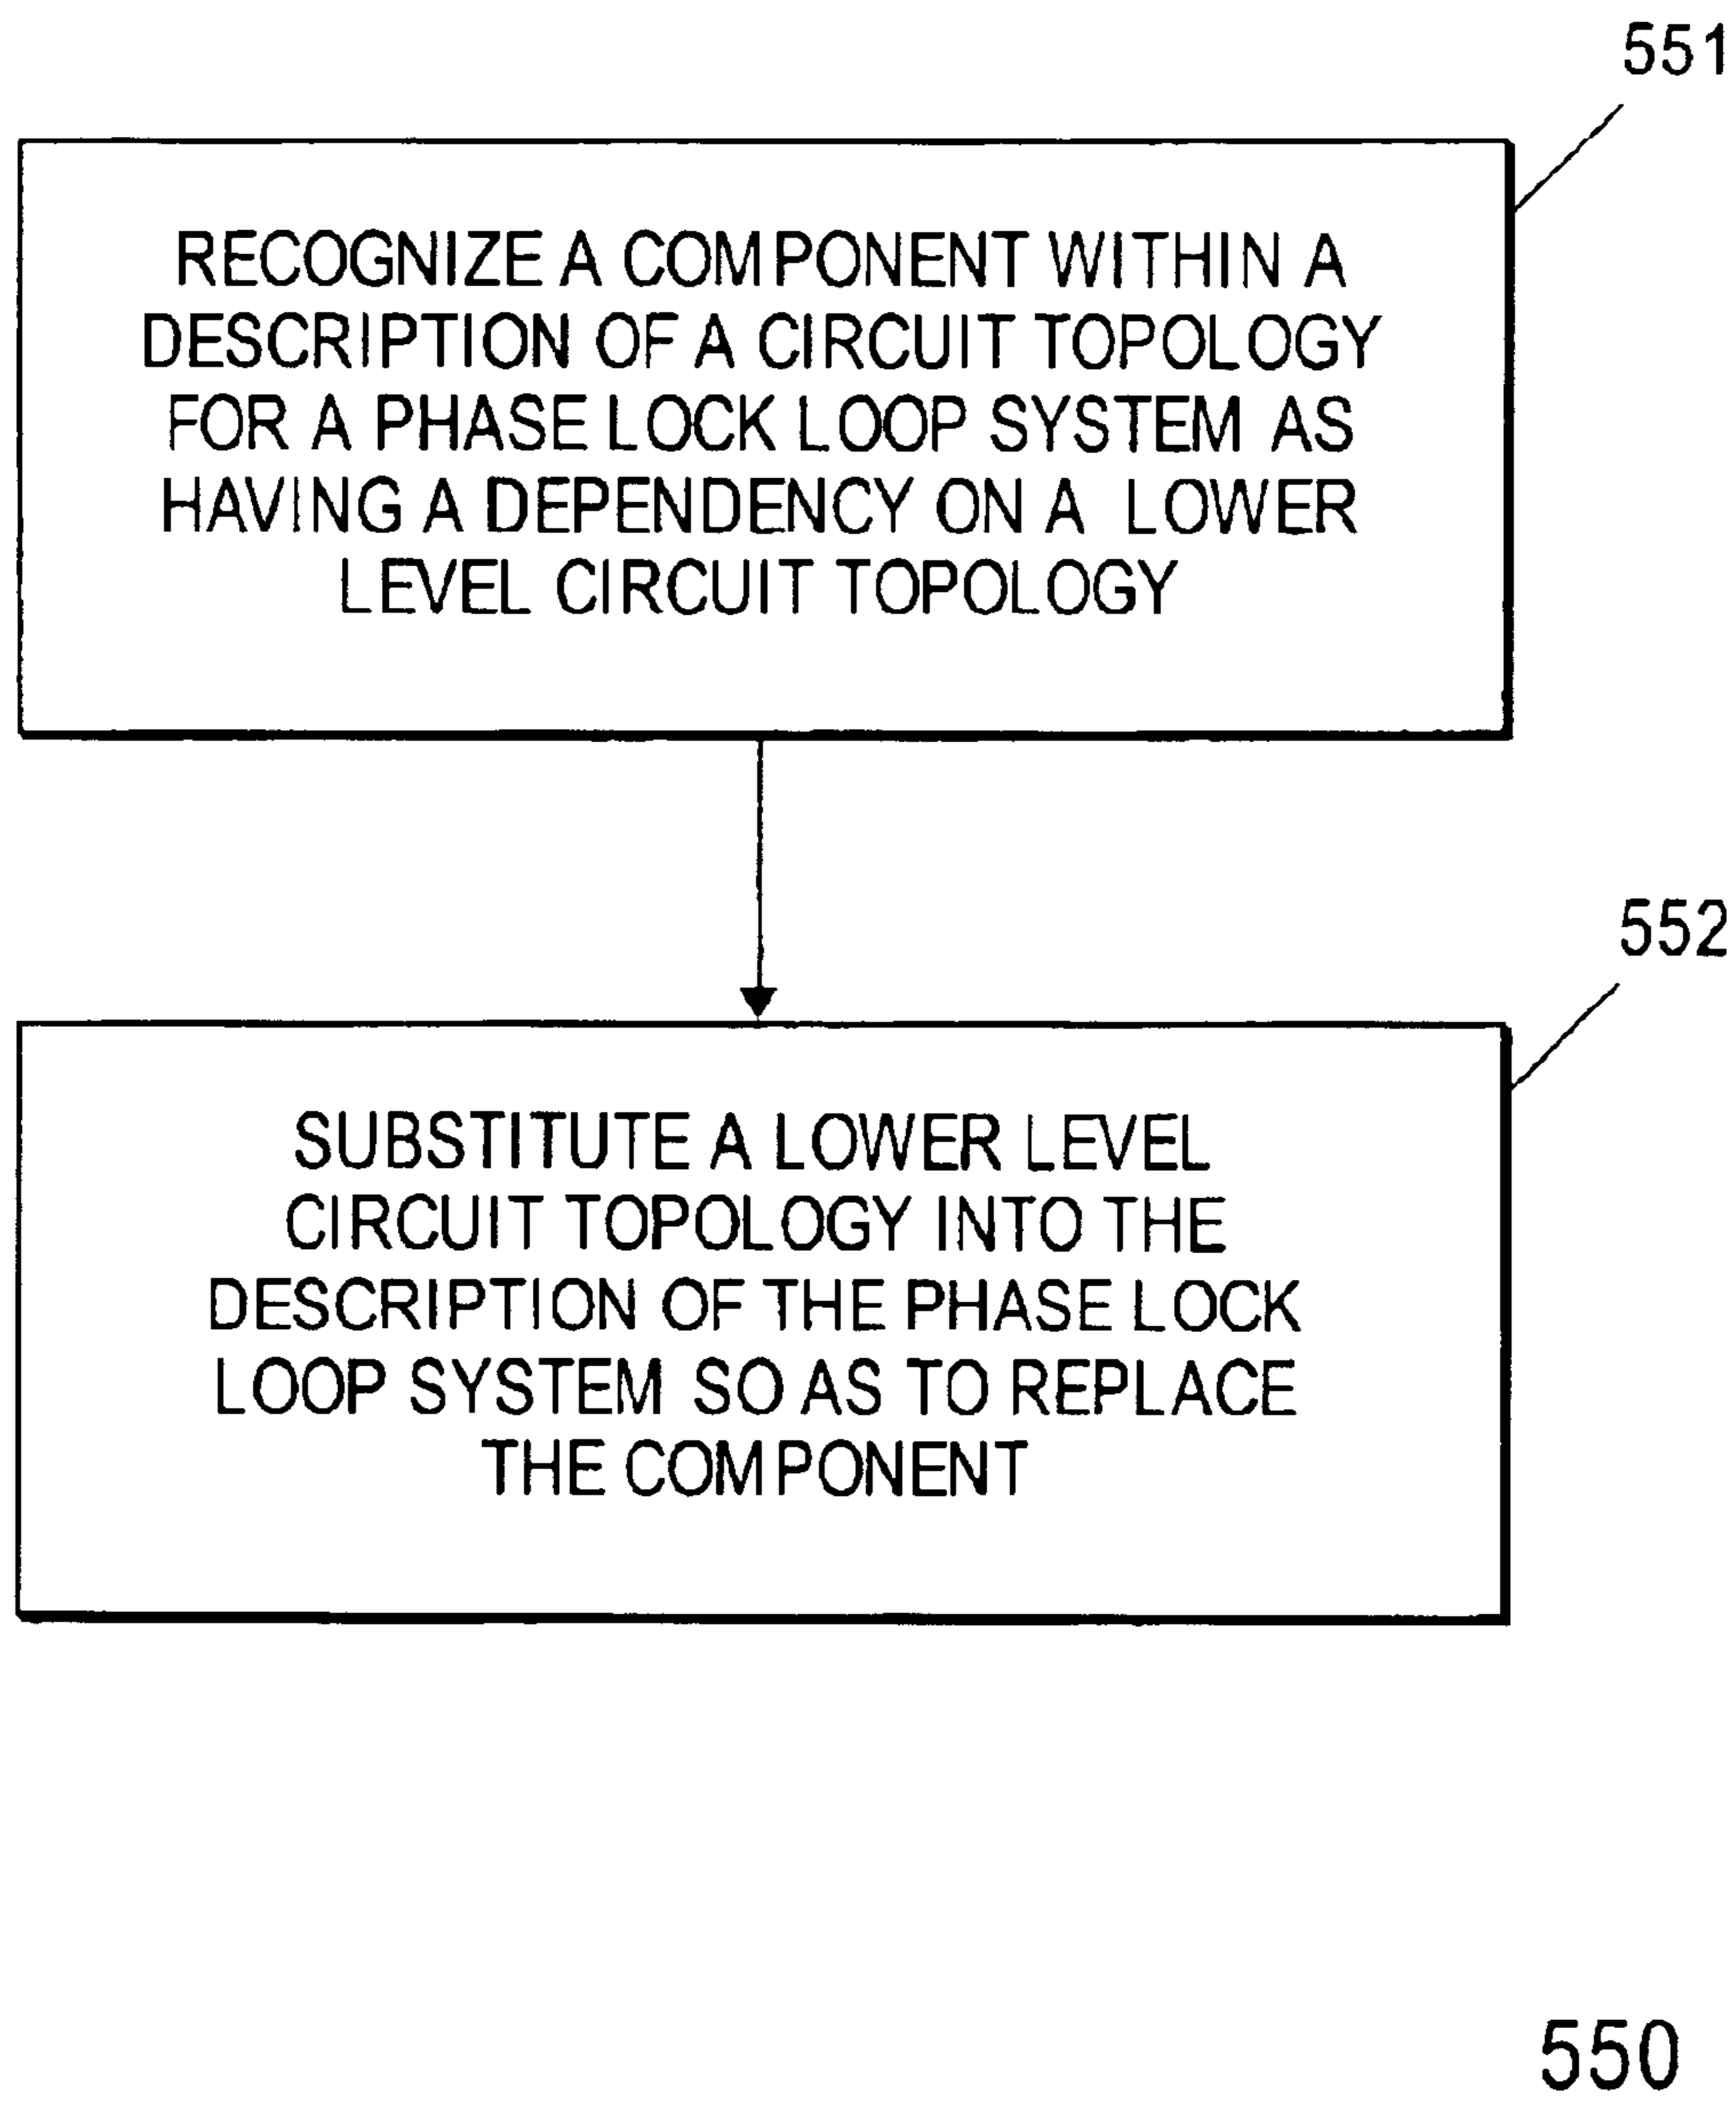 551
RECOGNIZE A COMPONENT WITHIN A
DESCRIPTION OF A CIRCUIT TOPOLOGY
FOR A PHASE LOCK LOOP SYSTEM AS
HAVING A DEPENDENCY ON A LOWER
LEVEL CIRCUIT TOPOLOGY
552
SUBSTITUTE A LOWER LEVEL
CIRCUIT TOPOLOGY INTO THE
DESCRIPTION OF THE PHASE LOCK
LOOP SYSTEM SO AS TO REPLACE
THE COMPONENT
550